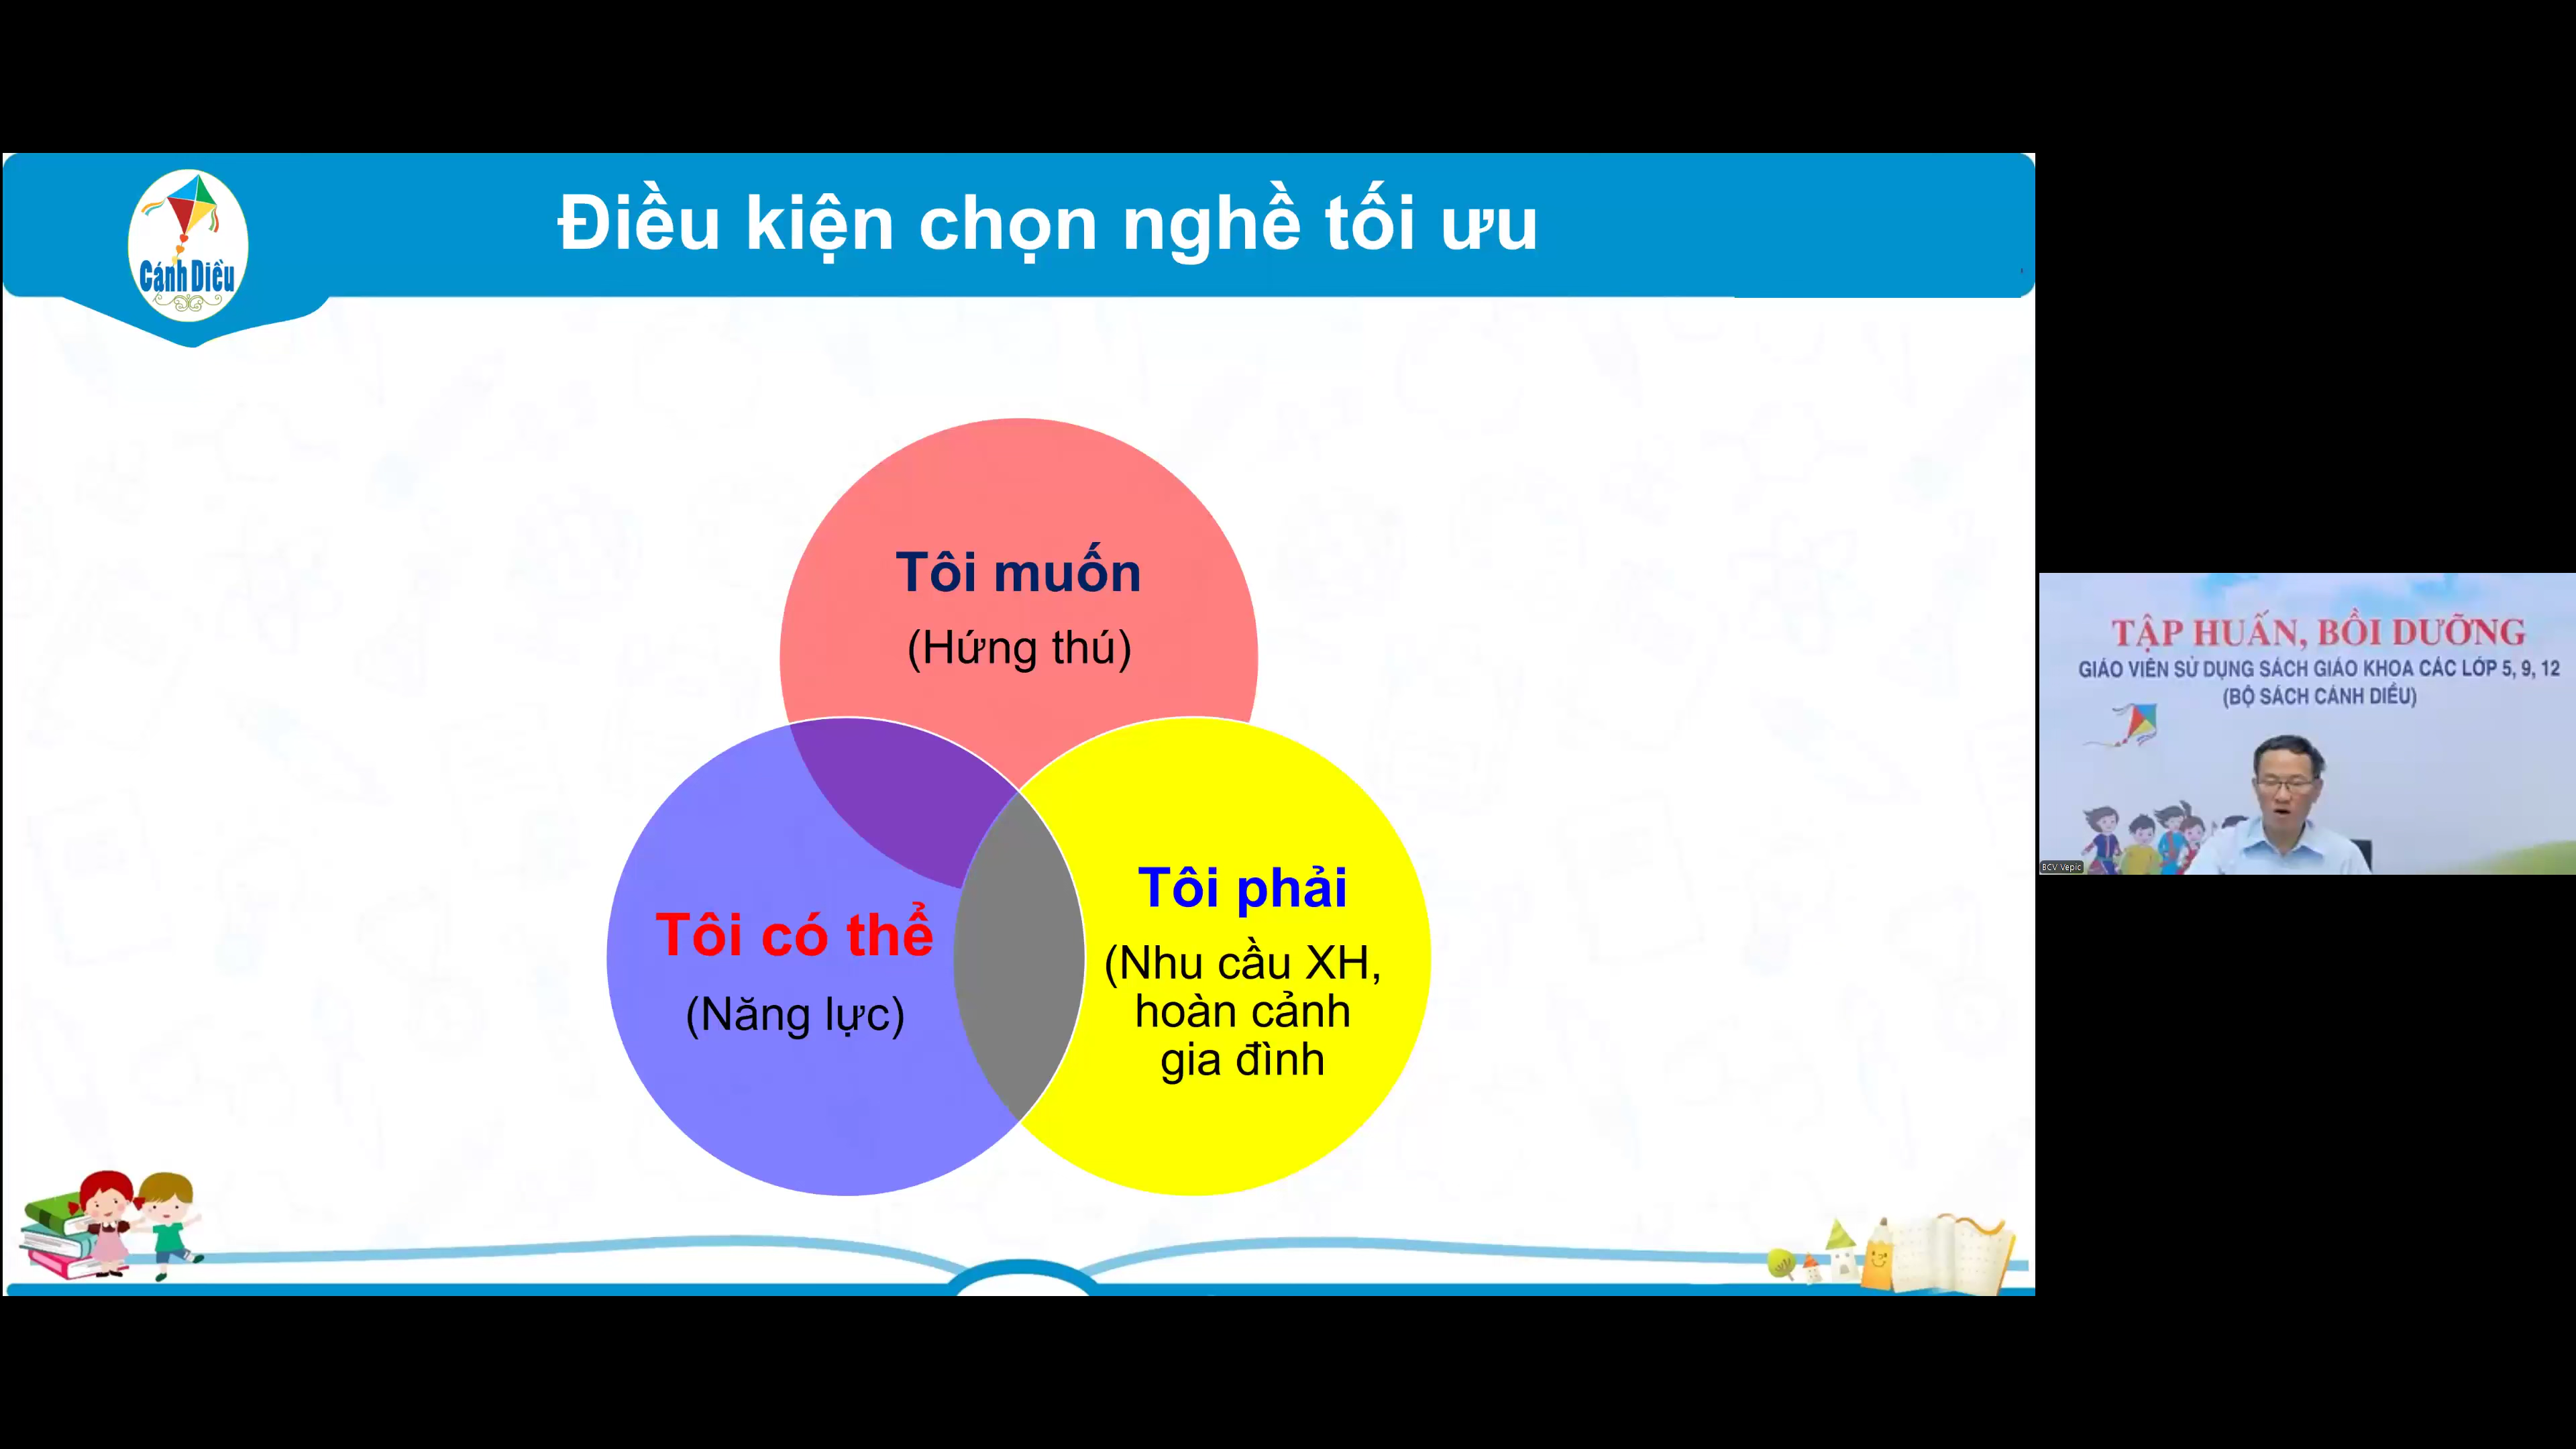 Cánh Diều
Điều kiện chọn nghề tối ưu
Tôi muốn
(Hứng thú)
Tôi có thể
(Năng lực)
Tôi phải
(Nhu cầu XH,
hoàn cảnh
gia đình
TẬP HUẤN, BỒI DƯỠNG
GIÁO VIÊN SỬ DỤNG SÁCH GIÁO KHOA CÁC LỚP 5, 9, 12
(BỘ SÁCH CÁNH DIỀU)
BCV Vepic